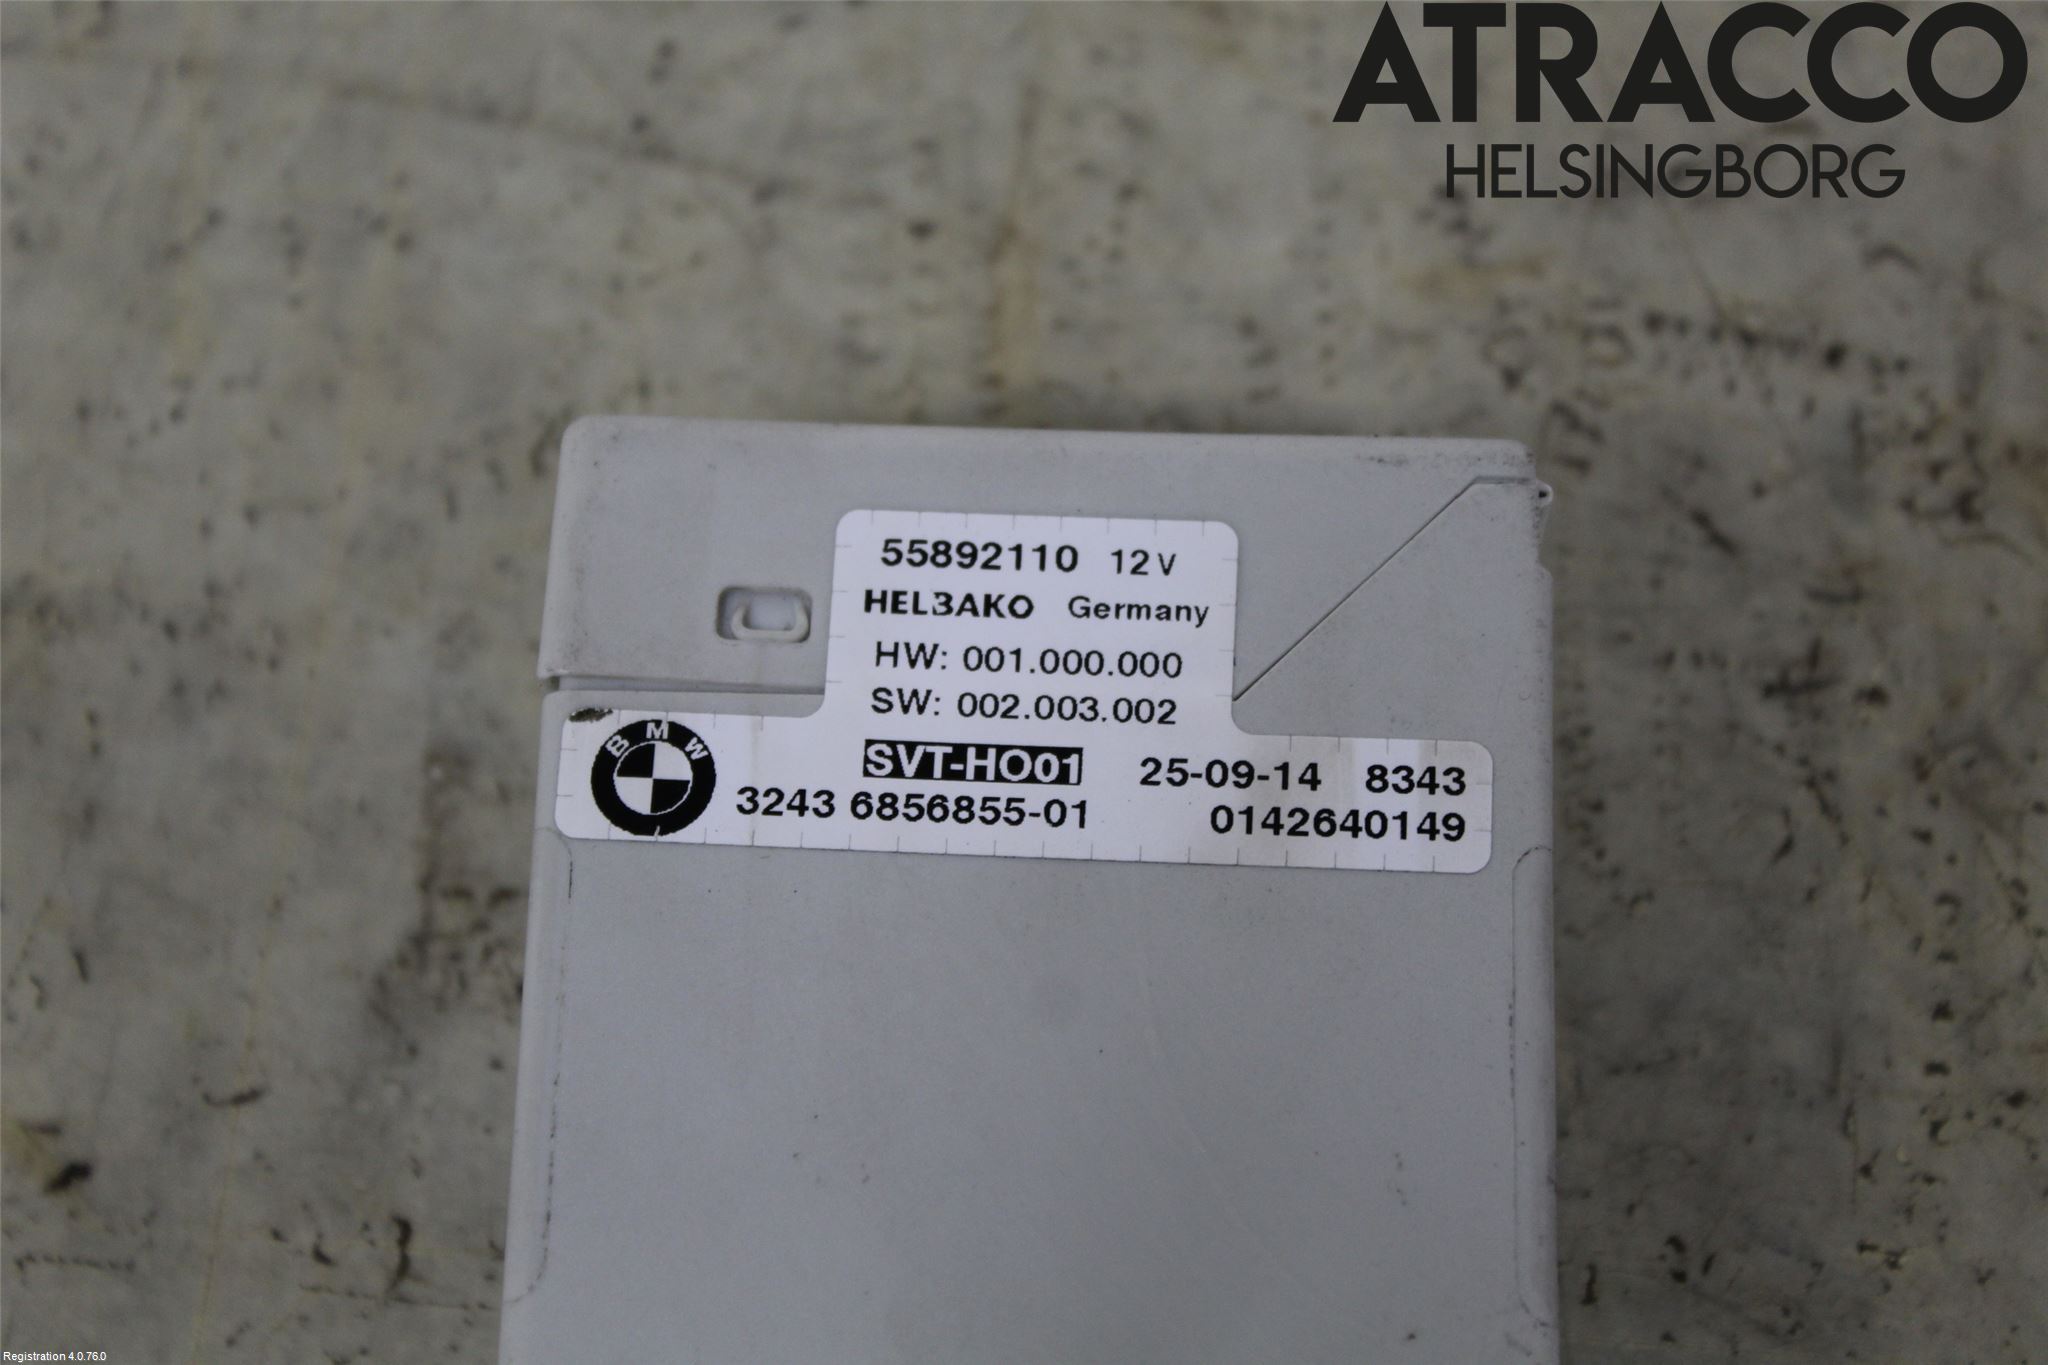 ATRACCO
HELSINGBORG
55892110 12V
HELBAKO Germany
HW: 001.000.000
SW: 002.003.002
BMW
SVT-HO01 25-09-14 8343
3243 6856855-01 0142640149
Registration 4.0.76.0